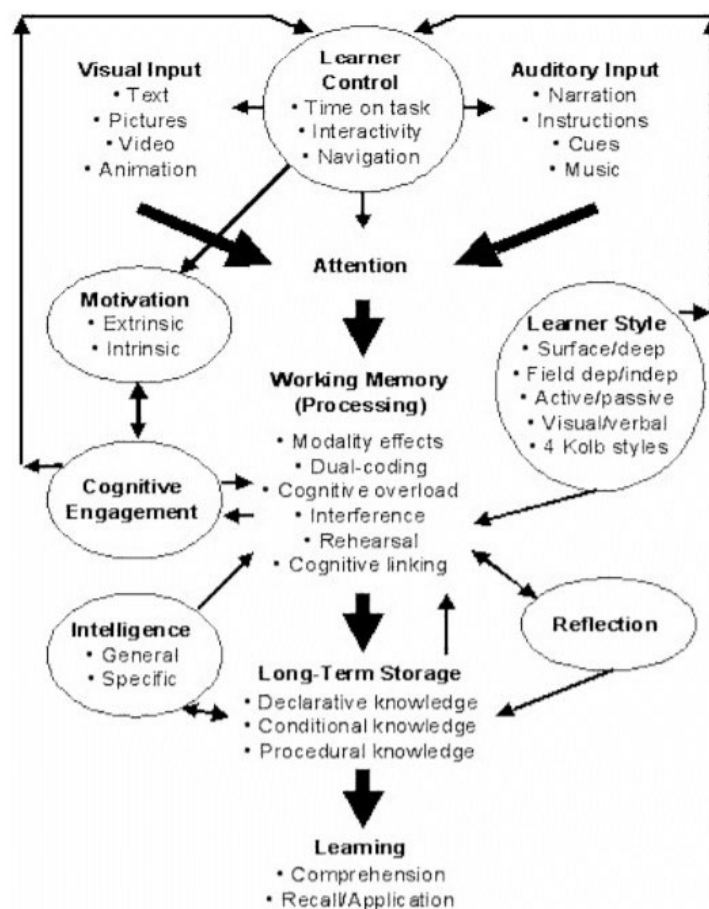 Learner
Control
• Time on task
• Interactivity
• Navigation
Visual Input
• Text
• Pictures
• Video
• Animation
Auditory Input
• Narration
• Instructions
• Cues
• Music
Attention
Motivation
• Extrinsic
• Intrinsic
Learner Style
• Surface/deep
• Field dep/indep
• Active/passive
• Visual/verbal
• 4 Kolb styles
Working Memory
(Processing)
• Modality effects
• Dual-coding
• Cognitive overload
• Interference
• Rehearsal
• Cognitive linking
Cognitive
Engagement
Intelligence
• General
• Specific
Reflection
Long-Term Storage
• Declarative knowledge
• Conditional knowledge
• Procedural knowledge
Learning
• Comprehension
• Recall/Application